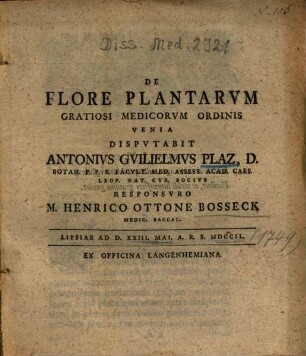 Diss. Med. 2921
DE
FLORE PLANTARVM
GRATIOSI MEDICORVM ORDINIS
VENIA
DISPVTABIT
ANTONIVS GVILIELMVS PLAZ, D.
BOTAN. P. P. E. FACVLT. MED. ASSESS. ACAD. CAES.
LEOP. NAT. CVR. SOCIVS
RESPONSVRO
M. HENRICO OTTONE BOSSECK
MEDIC. BACCAL.
LIPSIAE AD D. XXIII. MAI. A. R. S. MDCCIL
EX OFFICINA LANGENHEMIANA.
(1749)